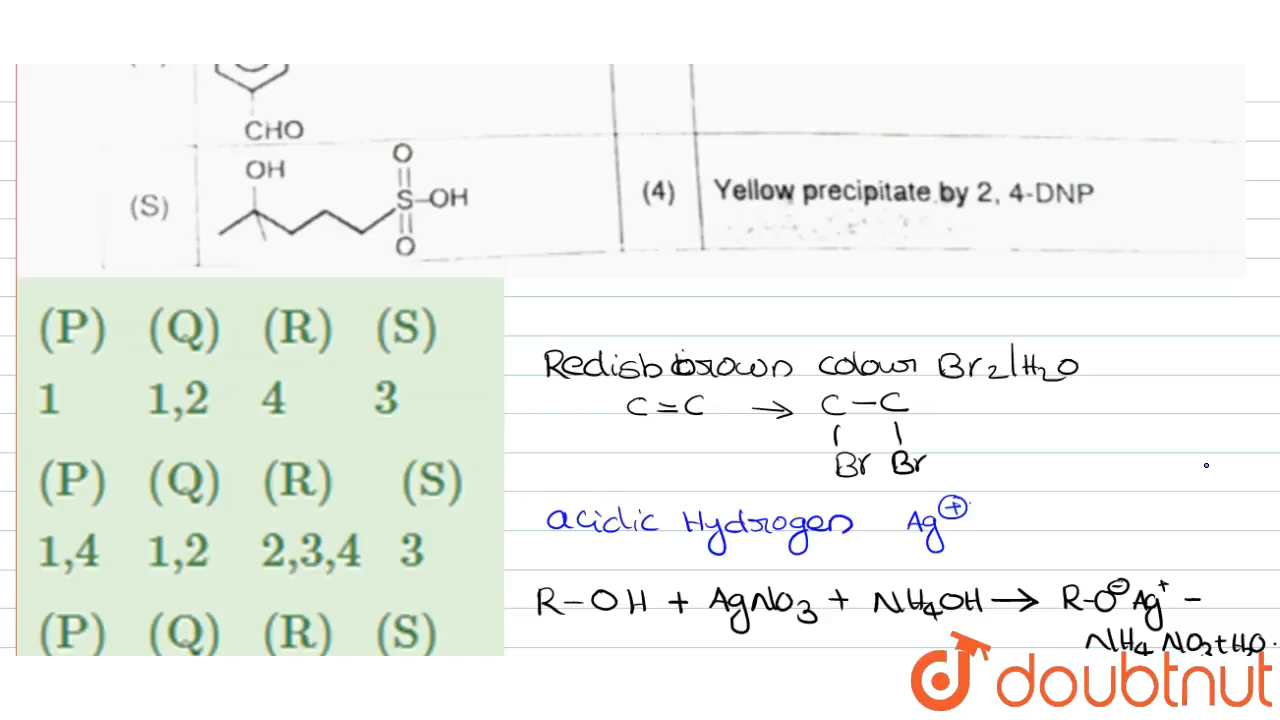 CHO
(S) OH O S-OH O (4) Yellow precipitate by 2, 4-DNP
(P) (Q) (R) (S)
1 1,2 4 3
(P) (Q) (R) (S)
1,4 1,2 2,3,4 3
(P) (Q) (R) (S)
Redish brown colour Br2/H2O
C=C → C-C
Br Br
acidic Hydrogen Ag⊕
R-OH + AgNO3 + NH4OH → R-O⊖Ag+ -
NH4 NO3+H2O.
doubtnut